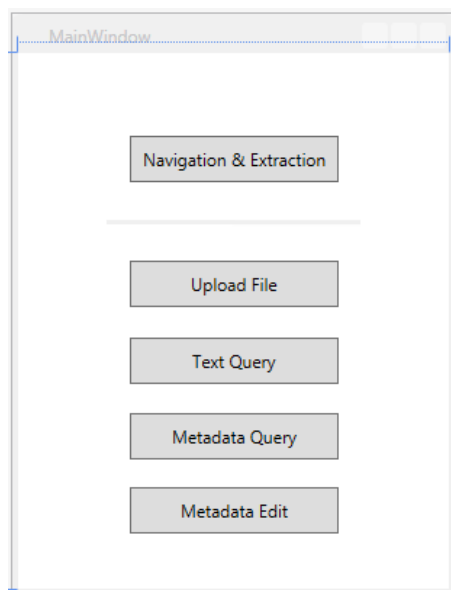 MainWindow
Navigation & Extraction
Upload File
Text Query
Metadata Query
Metadata Edit